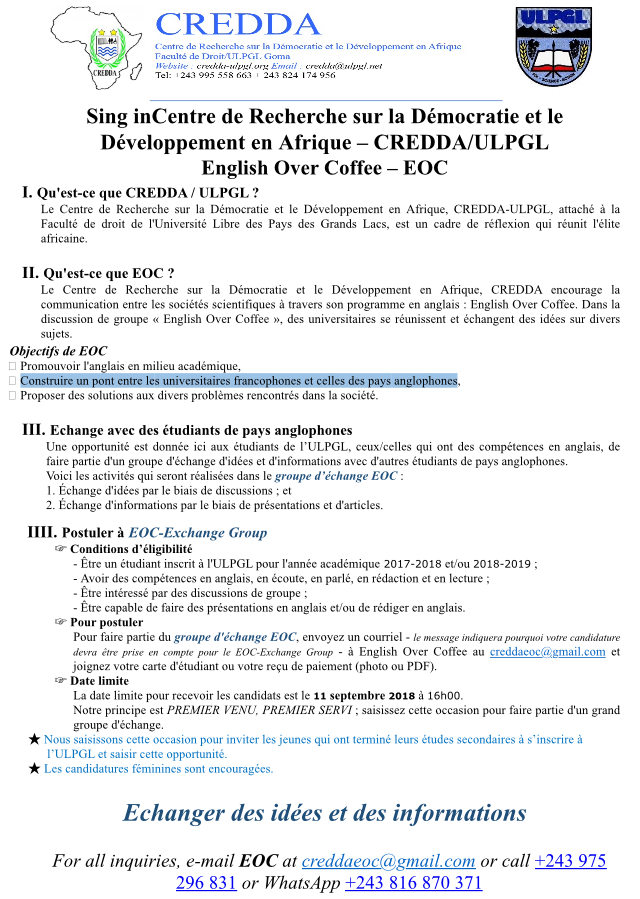 CREDDA
Centre de Recherche sur la Démocratie et le Développement en Afrique
Faculté de Droit/ULPGL Goma
Website : credda-ulpgl.org Email : credda@ulpgl.net
Tel: +243 995 558 663 + 243 824 174 956
CREDDA
ULPGL
FOI - SCIENCE - ACTION
Sing inCentre de Recherche sur la Démocratie et le
Développement en Afrique – CREDDA/ULPGL
English Over Coffee – EOC
I. Qu'est-ce que CREDDA / ULPGL ?
Le Centre de Recherche sur la Démocratie et le Développement en Afrique, CREDDA-ULPGL, attaché à la
Faculté de droit de l'Université Libre des Pays des Grands Lacs, est un cadre de réflexion qui réunit l'élite
africaine.
II. Qu'est-ce que EOC ?
Le Centre de Recherche sur la Démocratie et le Développement en Afrique, CREDDA encourage la
communication entre les sociétés scientifiques à travers son programme en anglais : English Over Coffee. Dans la
discussion de groupe « English Over Coffee », des universitaires se réunissent et échangent des idées sur divers
sujets.
Objectifs de EOC
□ Promouvoir l'anglais en milieu académique,
□ Construire un pont entre les universitaires francophones et celles des pays anglophones,
□ Proposer des solutions aux divers problèmes rencontrés dans la société.
III. Echange avec des étudiants de pays anglophones
Une opportunité est donnée ici aux étudiants de l'ULPGL, ceux/celles qui ont des compétences en anglais, de
faire partie d'un groupe d'échange d'idées et d'informations avec d'autres étudiants de pays anglophones.
Voici les activités qui seront réalisées dans le groupe d'échange EOC :
1. Échange d'idées par le biais de discussions ; et
2. Échange d'informations par le biais de présentations et d'articles.
IIII. Postuler à EOC-Exchange Group
☞ Conditions d'éligibilité
- Être un étudiant inscrit à l'ULPGL pour l'année académique 2017-2018 et/ou 2018-2019 ;
- Avoir des compétences en anglais, en écoute, en parlé, en rédaction et en lecture ;
- Être intéressé par des discussions de groupe ;
- Être capable de faire des présentations en anglais et/ou de rédiger en anglais.
☞ Pour postuler
Pour faire partie du groupe d'échange EOC, envoyez un courriel - le message indiquera pourquoi votre candidature
devra être prise en compte pour le EOC-Exchange Group - à English Over Coffee au creddaeoc@gmail.com et
joignez votre carte d'étudiant ou votre reçu de paiement (photo ou PDF).
☞ Date limite
La date limite pour recevoir les candidats est le 11 septembre 2018 à 16h00.
Notre principe est PREMIER VENU, PREMIER SERVI ; saisissez cette occasion pour faire partie d'un grand
groupe d'échange.
★ Nous saisissons cette occasion pour inviter les jeunes qui ont terminé leurs études secondaires à s'inscrire à
l'ULPGL et saisir cette opportunité.
★ Les candidatures féminines sont encouragées.
Echanger des idées et des informations
For all inquiries, e-mail EOC at creddaeoc@gmail.com or call +243 975
296 831 or WhatsApp +243 816 870 371